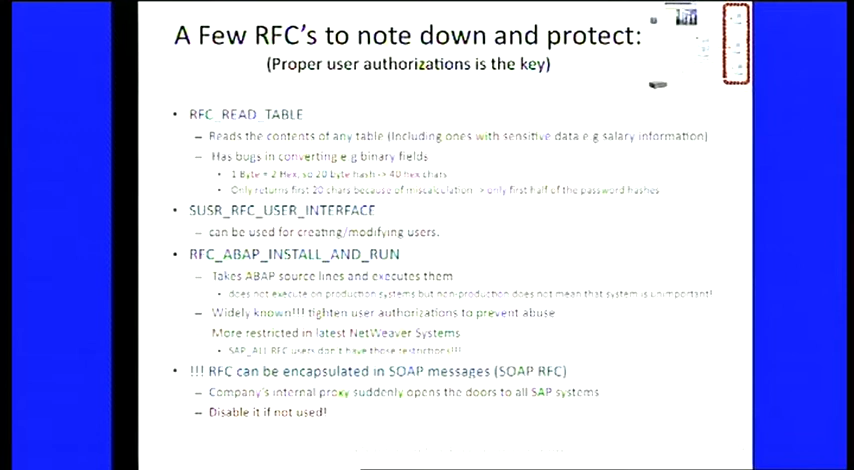 A Few RFC's to note down and protect:
(Proper user authorizations is the key)
• RFC_READ_TABLE
– Reads the contents of any table (Including ones with sensitive data e g salary information)
– Has bugs in converting e g binary fields
• 1 Byte = 2 Hex, so 20 byte hash -> 40 hex chars
• Only returns first 20 chars because of miscalculation -> only first half of the password hashes
• SUSR_RFC_USER_INTERFACE
– can be used for creating/modifying users.
• RFC_ABAP_INSTALL_AND_RUN
– Takes ABAP source lines and executes them
• does not execute on production systems but non-production does not mean that system is unimportant!
– Widely known!!! tighten user authorizations to prevent abuse
More restricted in latest NetWeaver Systems
• SAP_ALL RFC users don't have those restrictions!!!
• !!! RFC can be encapsulated in SOAP messages (SOAP RFC)
– Company's internal proxy suddenly opens the doors to all SAP systems
– Disable it if not used!